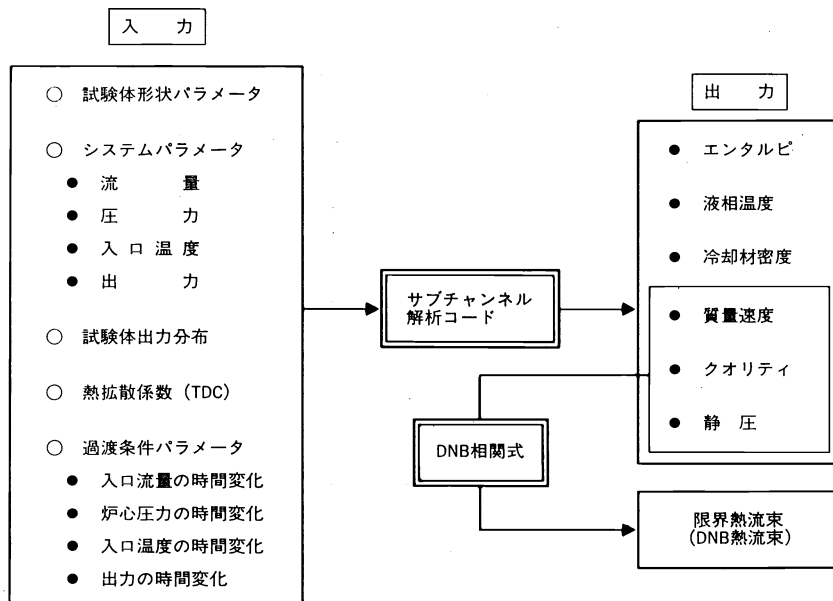 入 力
○ 試験体形状パラメータ
○ システムパラメータ
● 流 量
● 圧 力
● 入 口 温 度
● 出 力
○ 試験体出力分布
○ 熱拡散係数 (TDC)
○ 過渡条件パラメータ
● 入口流量の時間変化
● 炉心圧力の時間変化
● 入口温度の時間変化
● 出力の時間変化
サブチャンネル
解析コード
DNB相関式
出 力
● エンタルピ
● 液相温度
● 冷却材密度
● 質量速度
● クオリティ
● 静 圧
限界熱流束
(DNB熱流束)